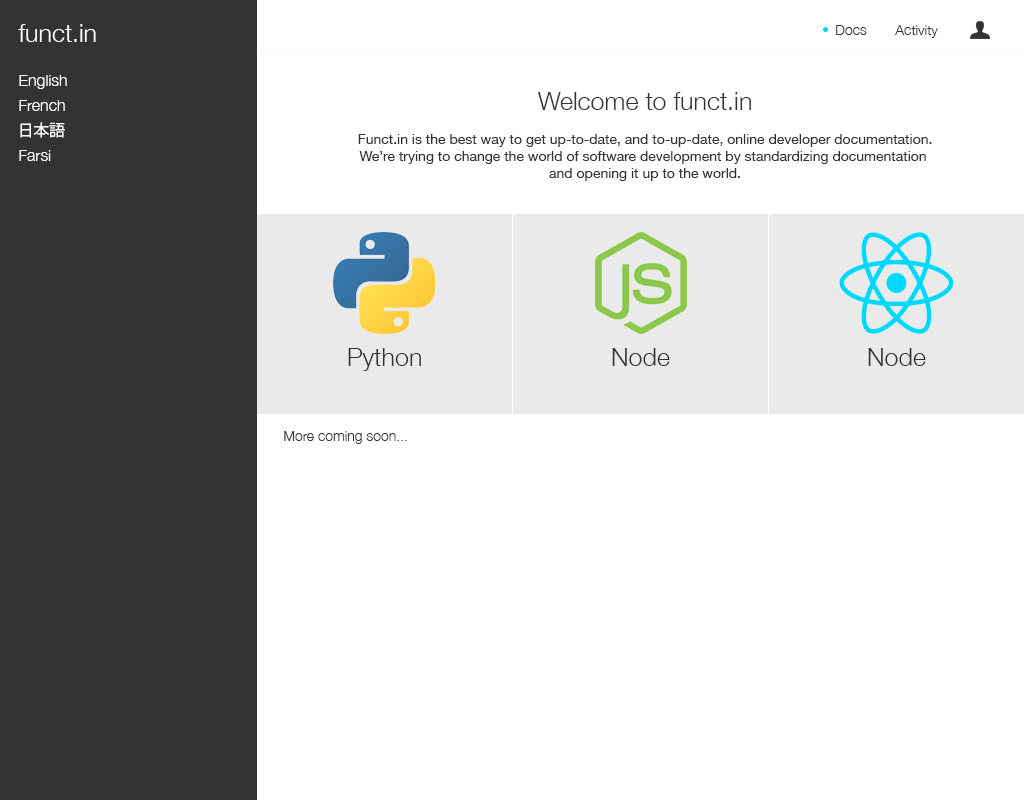 funct.in
English
French
日本語
Farsi
Docs
Activity
Welcome to funct.in
Funct.in is the best way to get up-to-date, and to-up-date, online developer documentation.
We’re trying to change the world of software development by standardizing documentation
and opening it up to the world.
JS
Python
Node
Node
More coming soon...